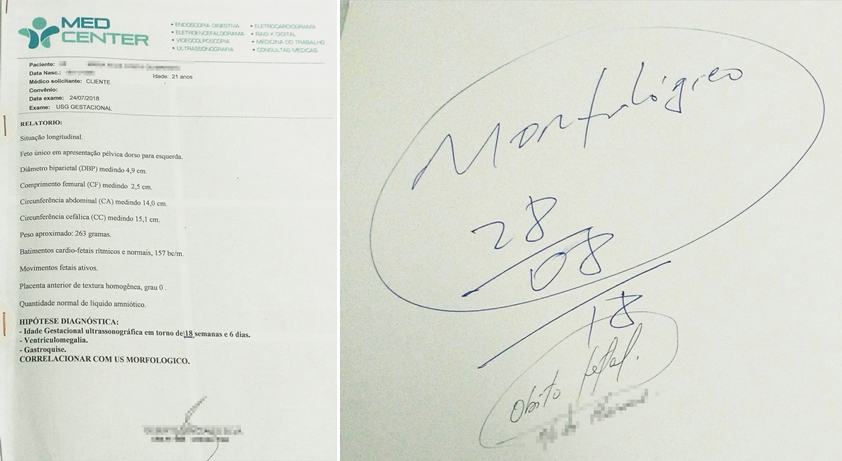 MED
CENTER
• ENDOSCOPIA DIGESTIVA
• ELETROENCEFALOGRAMA
• VIDEOCOLPOSCOPIA
• ULTRASSONOGRAFIA
• ELETROCARDIOGRAMA
• RAIO X DIGITAL
• MEDICINA DO TRABALHO
• CONSULTAS MÉDICAS
Paciente:
Data Nasc.: Idade: 21 anos
Médico solicitante: CLIENTE
Convênio:
Data exame: 24/07/2018
Exame: USG GESTACIONAL
RELATORIO:
Situação longitudinal.
Feto único em apresentação pélvica dorso para esquerda.
Diâmetro biparietal (DBP) medindo 4,9 cm.
Comprimento femural (CF) medindo 2,5 cm.
Circunferência abdominal (CA) medindo 14,0 cm.
Circunferência cefálica (CC) medindo 15,1 cm.
Peso aproximado: 263 gramas.
Batimentos cardio-fetais rítmicos e normais, 157 bc/m.
Movimentos fetais ativos.
Placenta anterior de textura homogênea, grau 0 .
Quantidade normal de líquido amniótico.
HIPÓTESE DIAGNÓSTICA:
- Idade Gestacional ultrassonográfica em torno de 18 semanas e 6 dias.
- Ventriculomegalia.
- Gastroquise.
CORRELACIONAR COM US MORFOLOGICO.
Morfológico
28
08
18
Obito fetal.